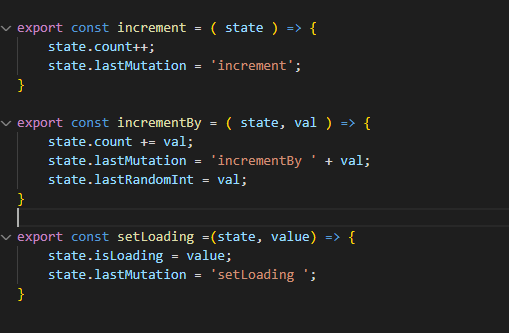 export const increment = ( state ) => {
    state.count++;
    state.lastMutation = 'increment';
}

export const incrementBy = ( state, val ) => {
    state.count += val;
    state.lastMutation = 'incrementBy ' + val;
    state.lastRandomInt = val;
}

export const setLoading =(state, value) => {
    state.isLoading = value;
    state.lastMutation = 'setLoading ';
}